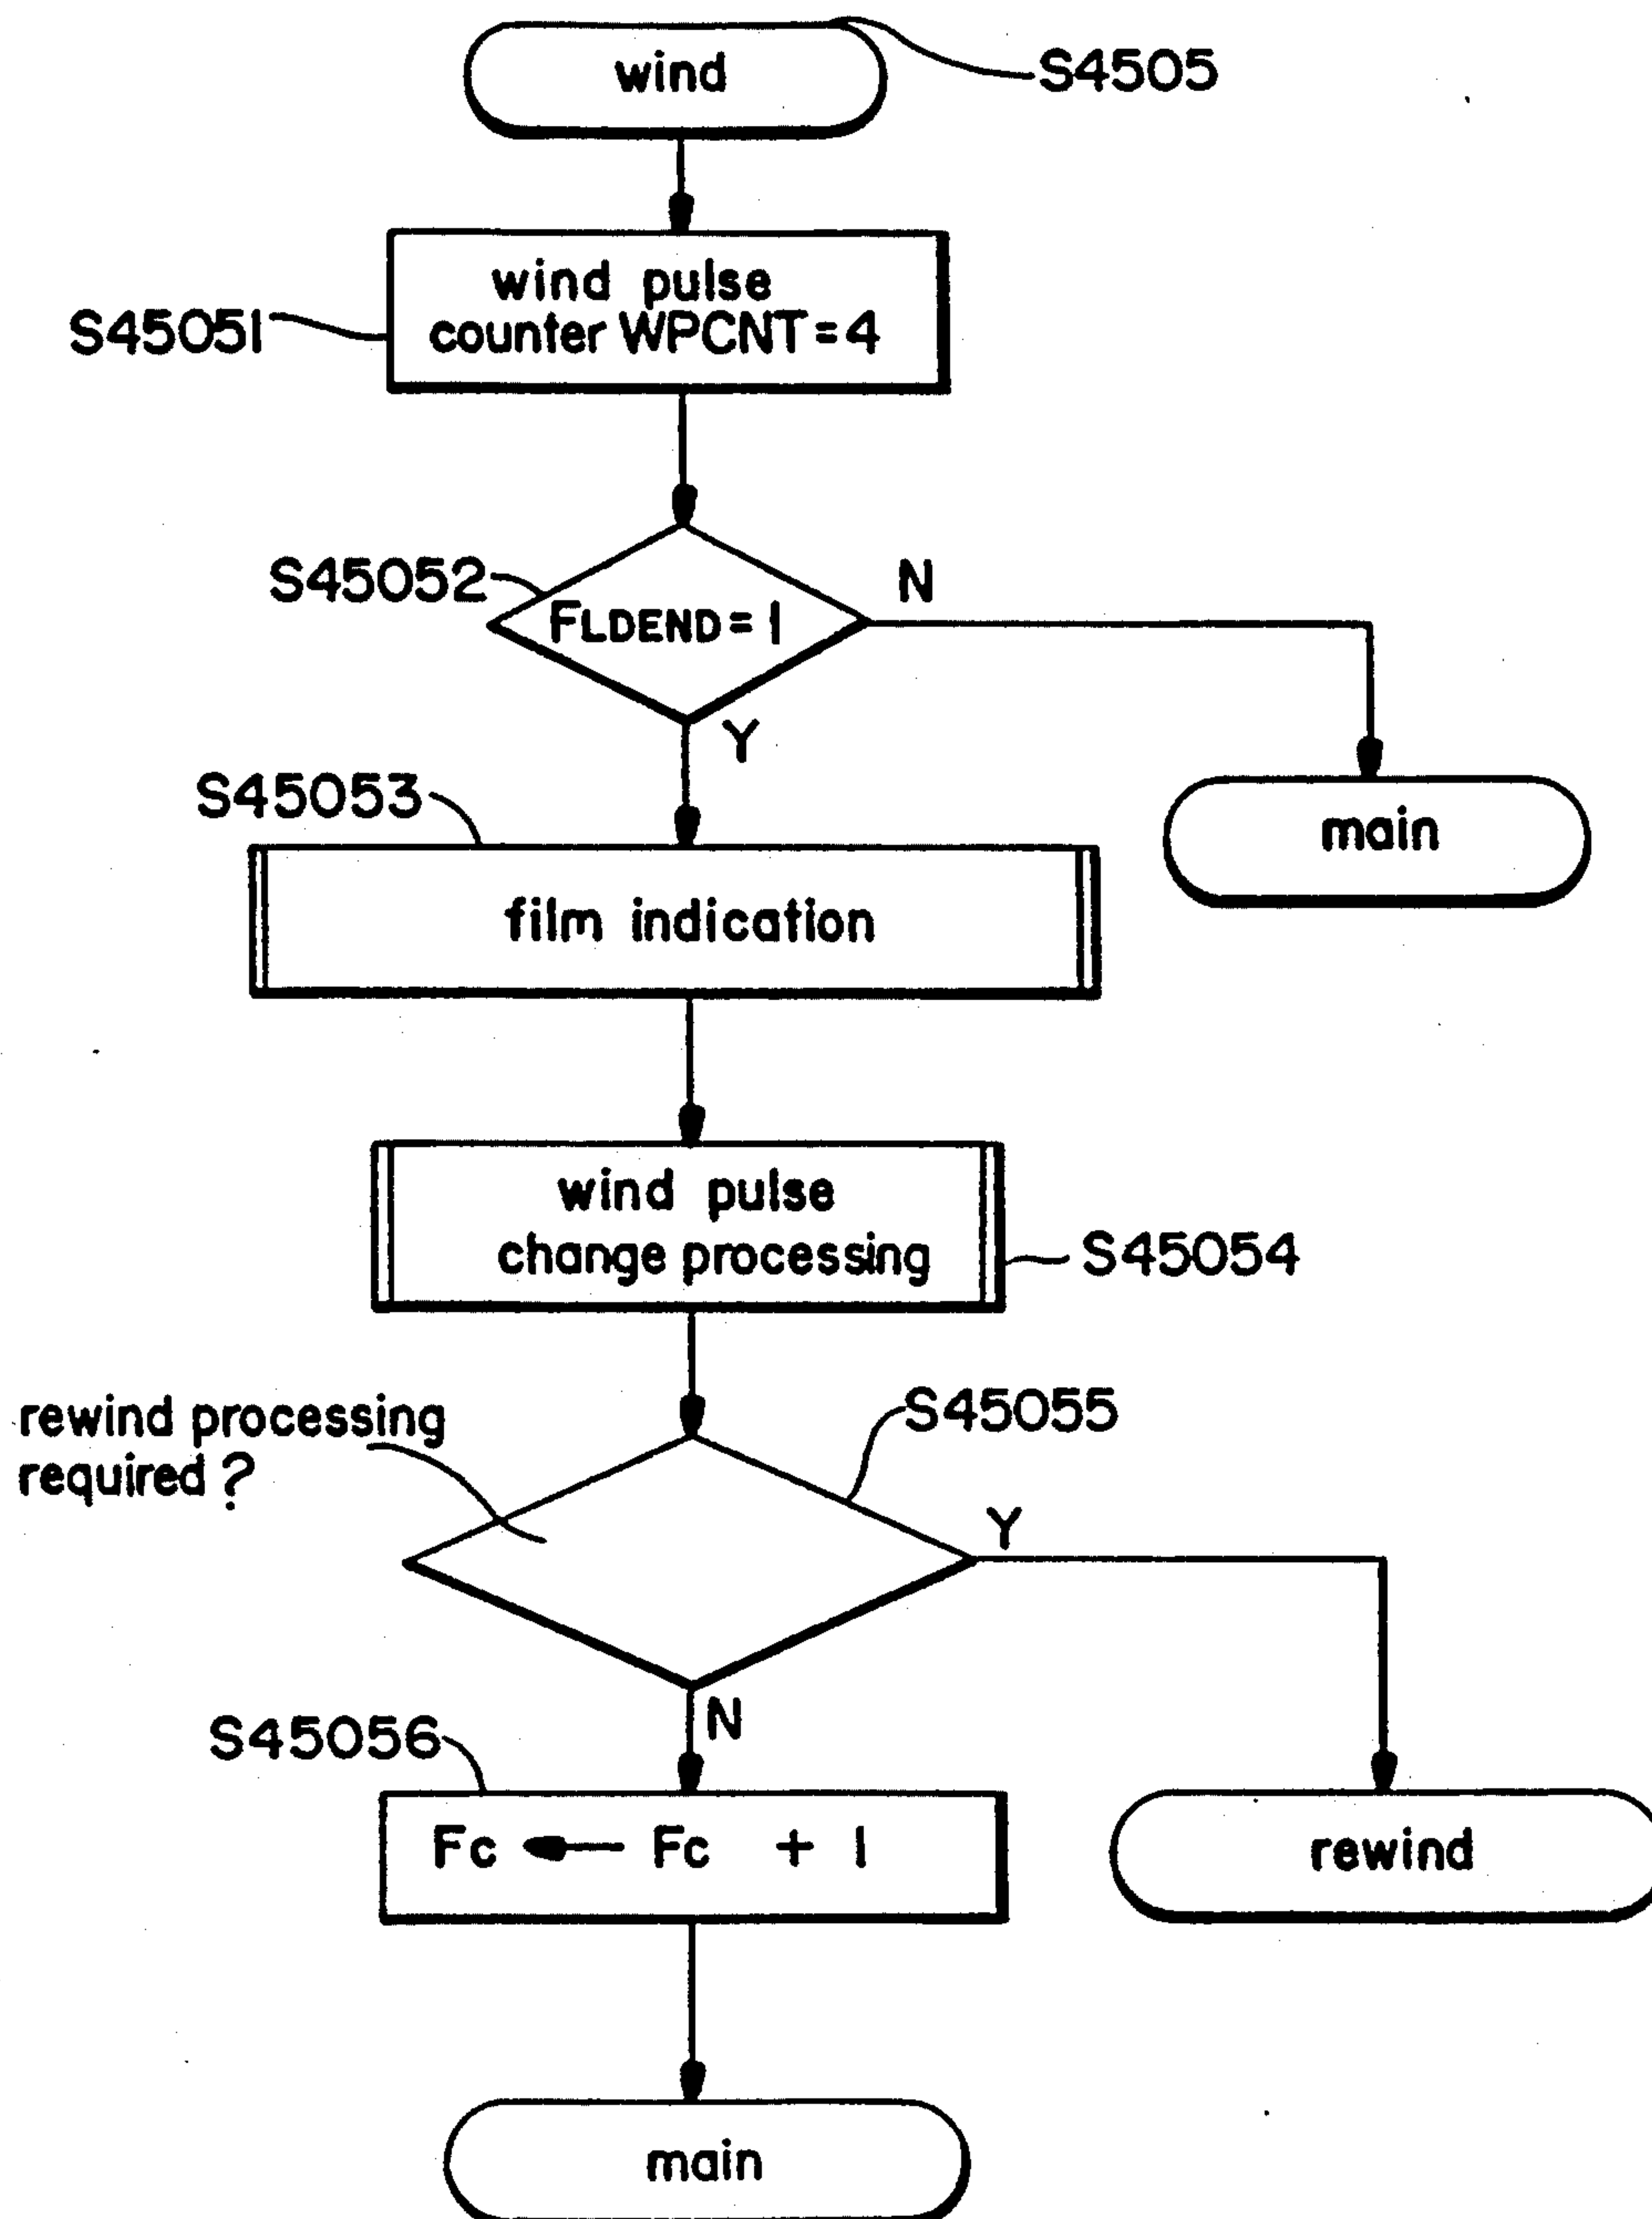 wind
S4505
wind pulse
counter WPCNT=4
S45051
S45052
FLDEND=1
N
Y
main
S45053
film indication
wind pulse
change processing
S45054
rewind processing
required?
S45055
Y
N
S45056
Fc ← Fc + 1
rewind
main